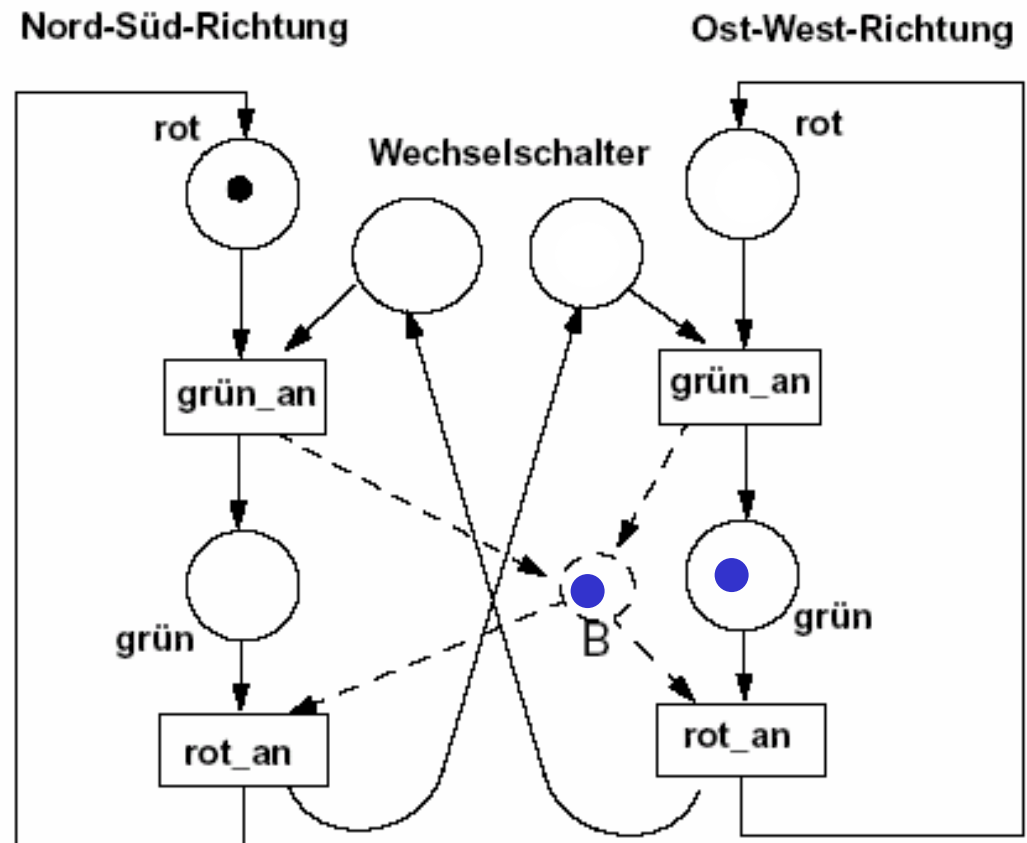 Nord-Süd-Richtung
Ost-West-Richtung
rot
rot
Wechselschalter
grün_an
grün_an
grün
B
grün
rot_an
rot_an